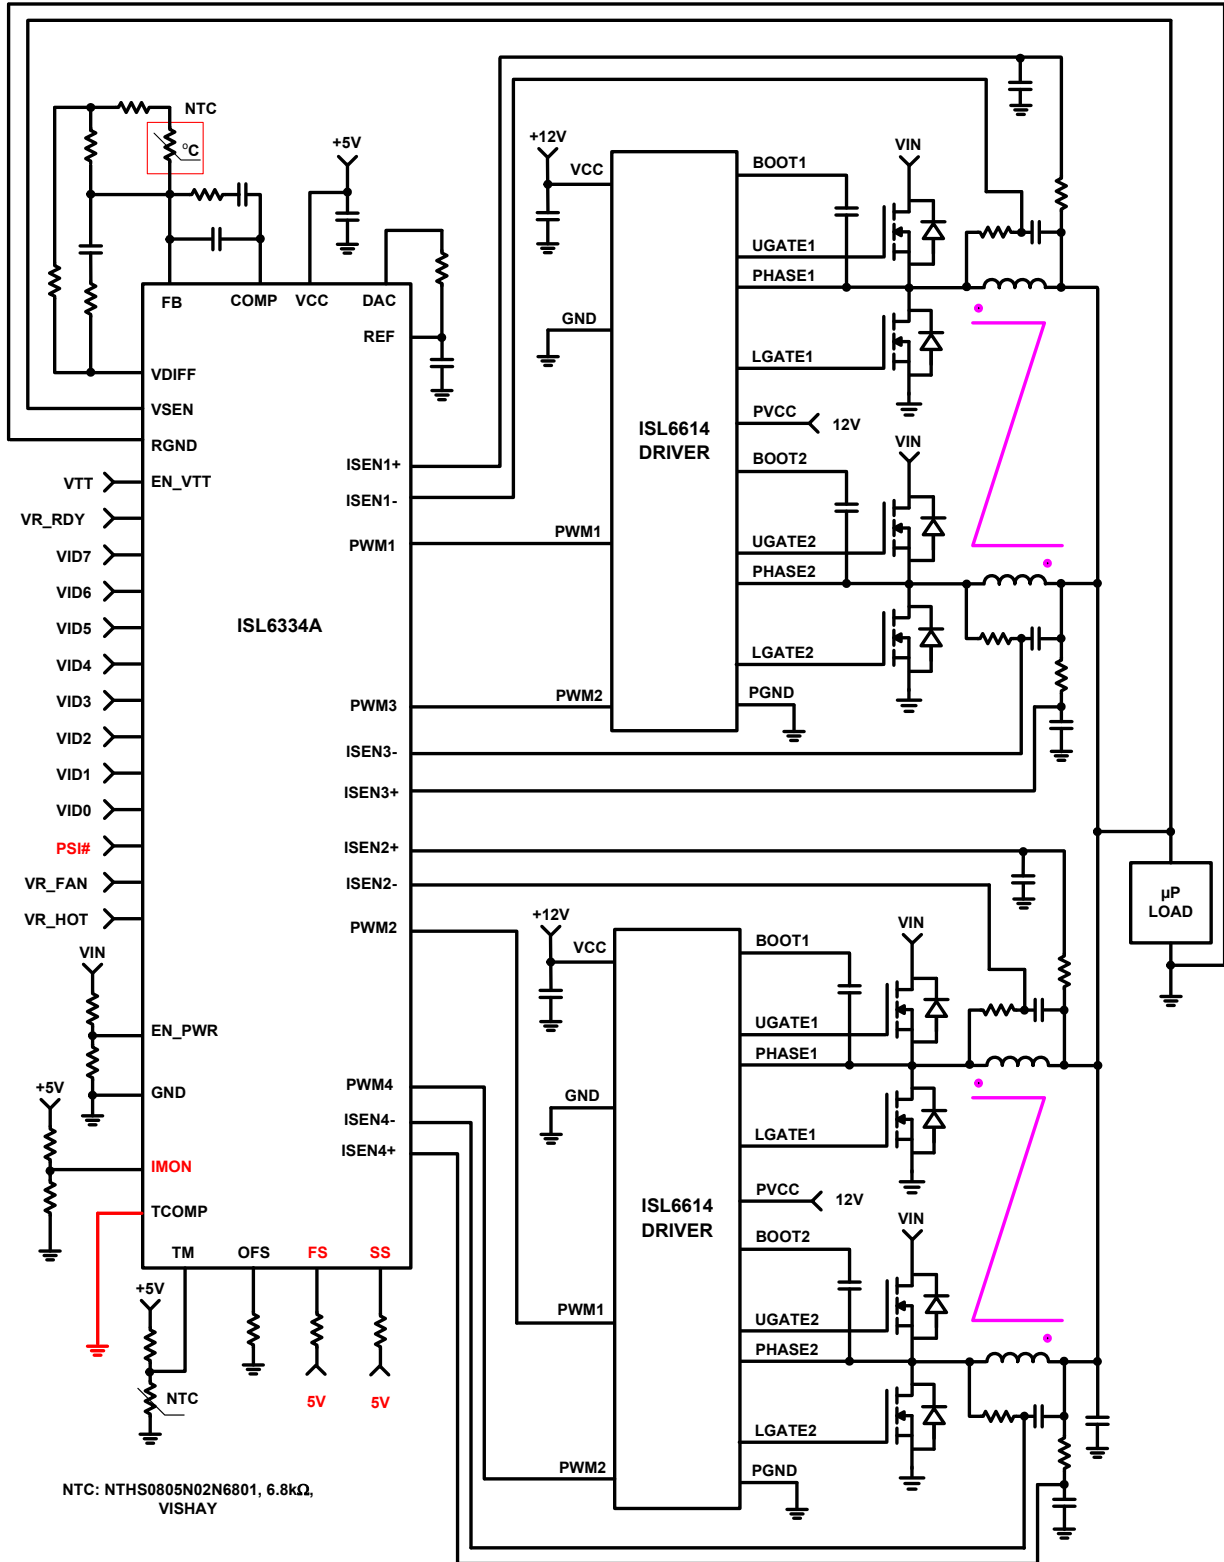 NTC
°C
+5V
FB
COMP
VCC
DAC
REF
VDIFF
VSEN
RGND
VTT
EN_VTT
VR_RDY
VID7
VID6
VID5
VID4
VID3
VID2
VID1
VID0
PSI#
VR_FAN
VR_HOT
VIN
EN_PWR
GND
+5V
IMON
TCOMP
TM
OFS
FS
SS
+5V
NTC
5V
5V
ISL6334A
ISEN1+
ISEN1-
PWM1
PWM3
ISEN3-
ISEN3+
ISEN2+
ISEN2-
PWM2
PWM4
ISEN4-
ISEN4+
+12V
VCC
GND
PWM1
PWM2
ISL6614
DRIVER
BOOT1
UGATE1
PHASE1
LGATE1
PVCC
12V
BOOT2
UGATE2
PHASE2
LGATE2
PGND
VIN
VIN
+12V
VCC
GND
PWM1
PWM2
ISL6614
DRIVER
BOOT1
UGATE1
PHASE1
LGATE1
PVCC
12V
BOOT2
UGATE2
PHASE2
LGATE2
PGND
VIN
VIN
µP
LOAD
NTC: NTHS0805N02N6801, 6.8kΩ,
VISHAY